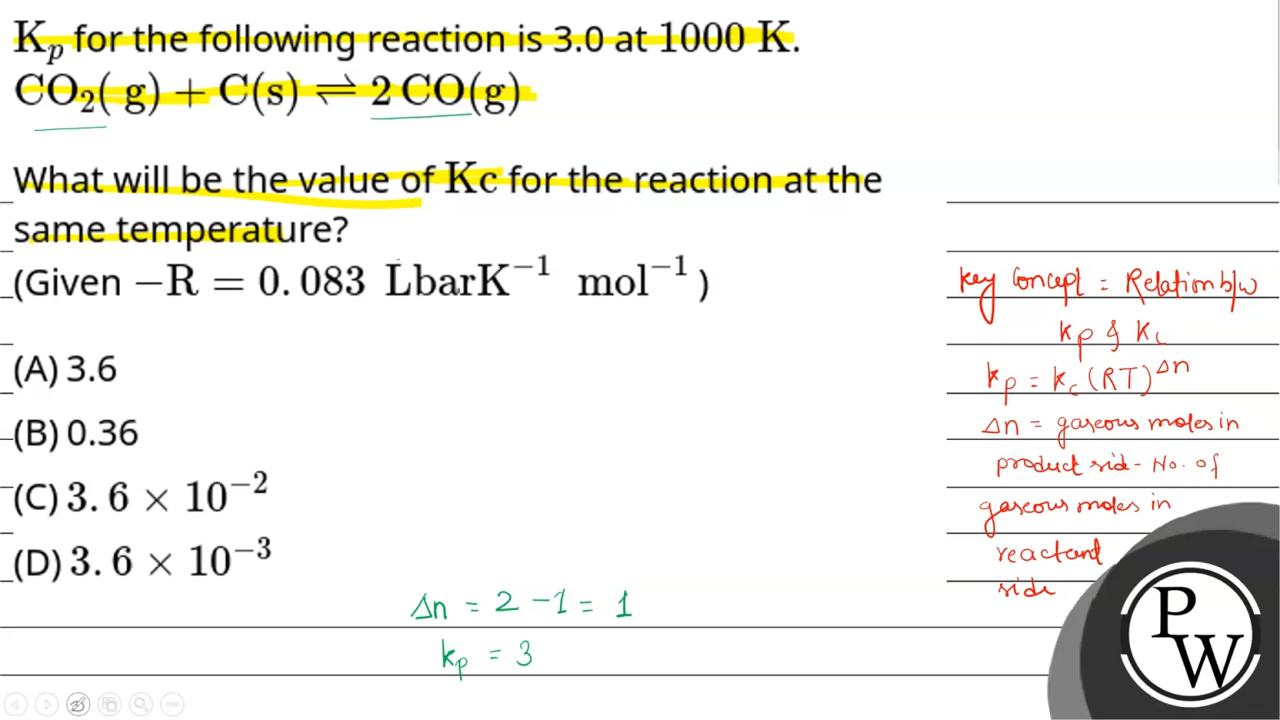 Kₚ for the following reaction is 3.0 at 1000 K.
CO₂( g) + C(s) ⇌ 2 CO(g)
What will be the value of Kc for the reaction at the
same temperature?
(Given −R = 0.083 LbarK⁻¹ mol⁻¹ )
(A) 3.6
(B) 0.36
(C) 3. 6 × 10⁻²
(D) 3. 6 × 10⁻³
Δn = 2 - 1 = 1
kp = 3
Key Concept = Relation b/w
kp & kc
kp = kc (RT)^Δn
Δn = gaseous moles in
product sid - No. of
gaseous moles in
reactant
side
P
W